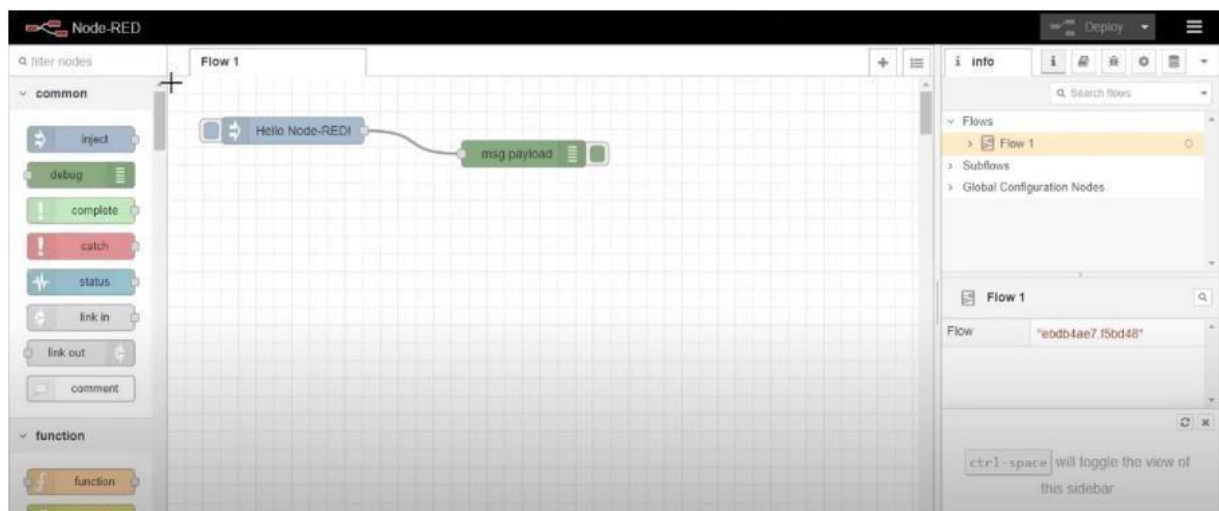 Node-RED
Deploy
filter nodes
Flow 1
i info
Search flows
common
inject
debug
complete
catch
status
link in
link out
comment
function
function
Hello Node-RED!
msg.payload
Flows
Flow 1
Subflows
Global Configuration Nodes
Flow 1
Flow "ebdb4ae7.f5bd48"
ctrl-space will toggle the view of
this sidebar